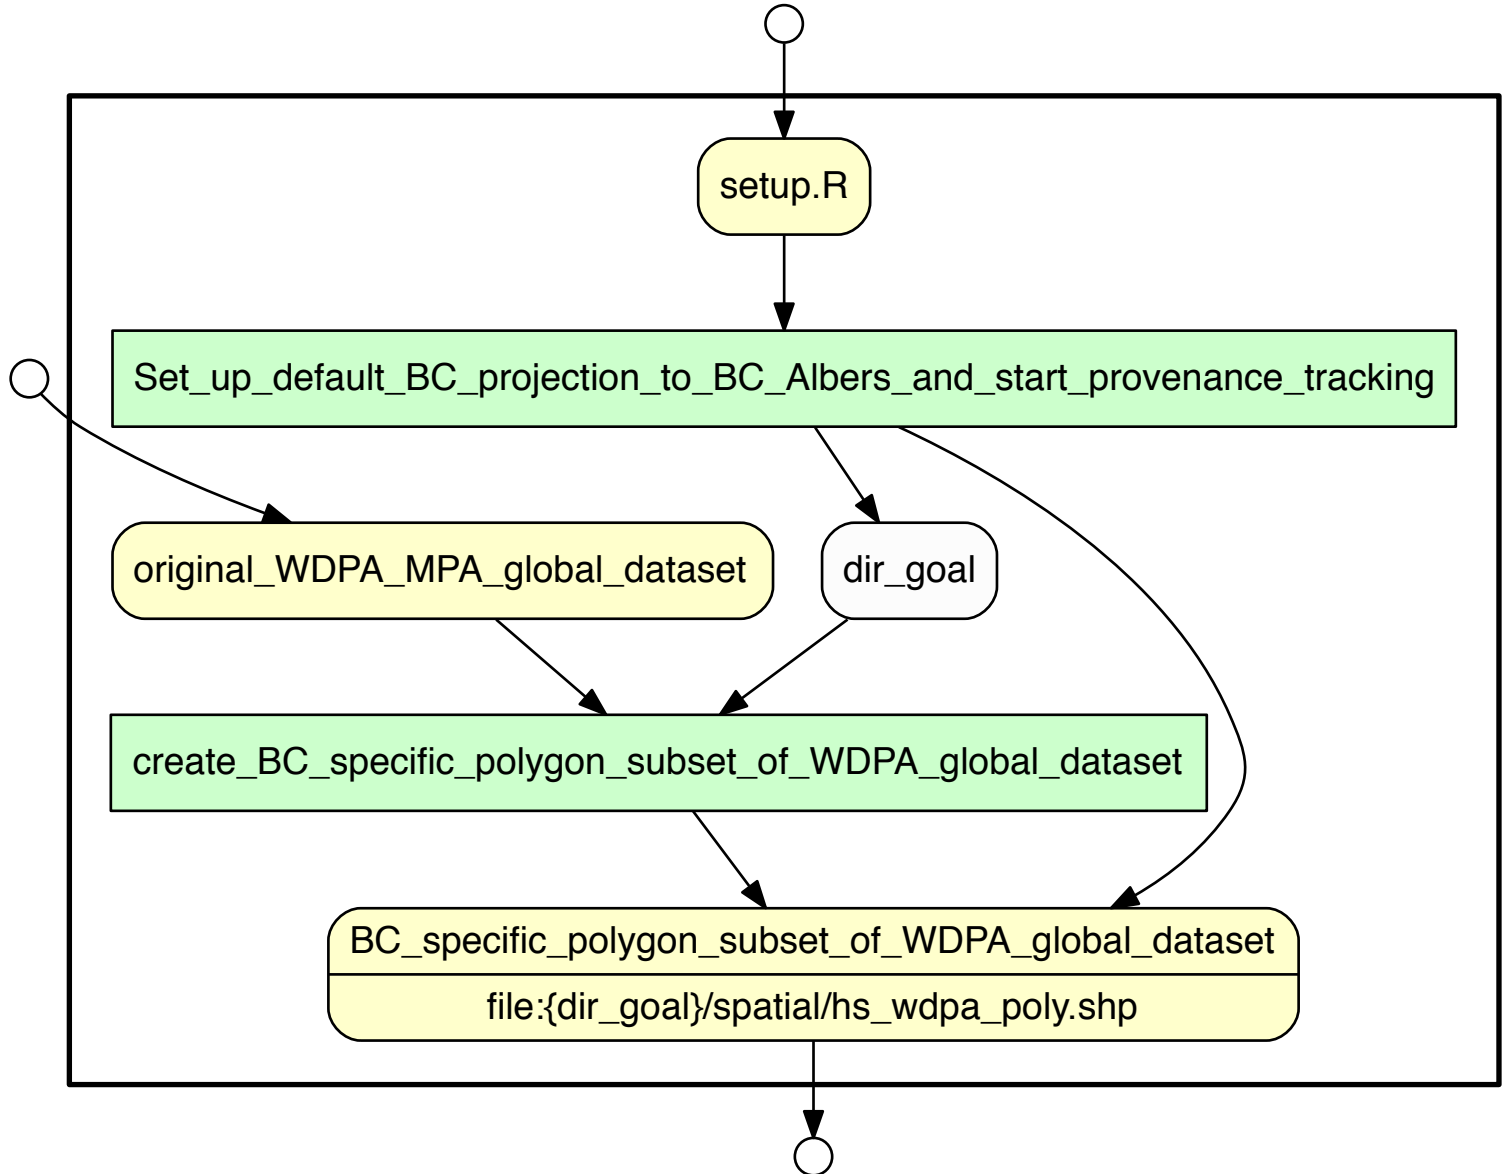 setup.R
Set_up_default_BC_projection_to_BC_Albers_and_start_provenance_tracking
original_WDPA_MPA_global_dataset
dir_goal
create_BC_specific_polygon_subset_of_WDPA_global_dataset
BC_specific_polygon_subset_of_WDPA_global_dataset
file:{dir_goal}/spatial/hs_wdpa_poly.shp